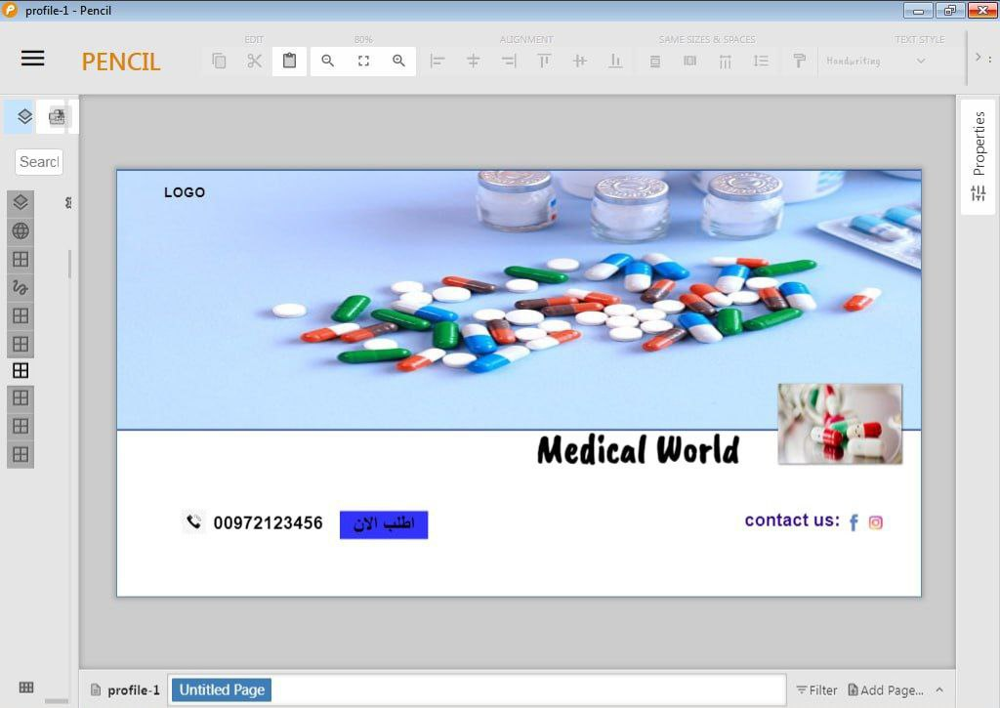 profile-1 - Pencil
PENCIL
EDIT
80%
ALIGNMENT
SAME SIZES & SPACES
TEXT STYLE
Handwriting
Search
Properties
LOGO
Medical World
00972123456
اطلب الان
contact us:
profile-1
Untitled Page
Filter
Add Page...